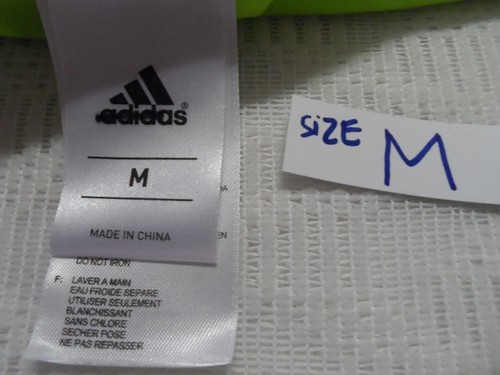 adidas®
M
MADE IN CHINA
DO NOT IRON
F: LAVER A MAIN
EAU FROIDE SEPARE
UTILISER SEULEMENT
BLANCHISSANT
SANS CHLORE
SECHER POSE
NE PAS REPASSER
SiZE M